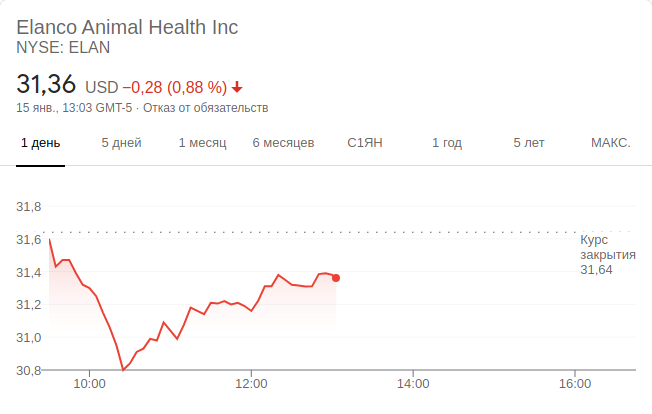 Elanco Animal Health Inc
NYSE: ELAN
31,36 USD −0,28 (0,88 %)
15 янв., 13:03 GMT-5 · Отказ от обязательств
1 день 5 дней 1 месяц 6 месяцев С1ЯН 1 год 5 лет МАКС.
31,8
31,6
31,4
31,2
31,0
30,8
Курс
закрытия
31,64
10:00 12:00 14:00 16:00